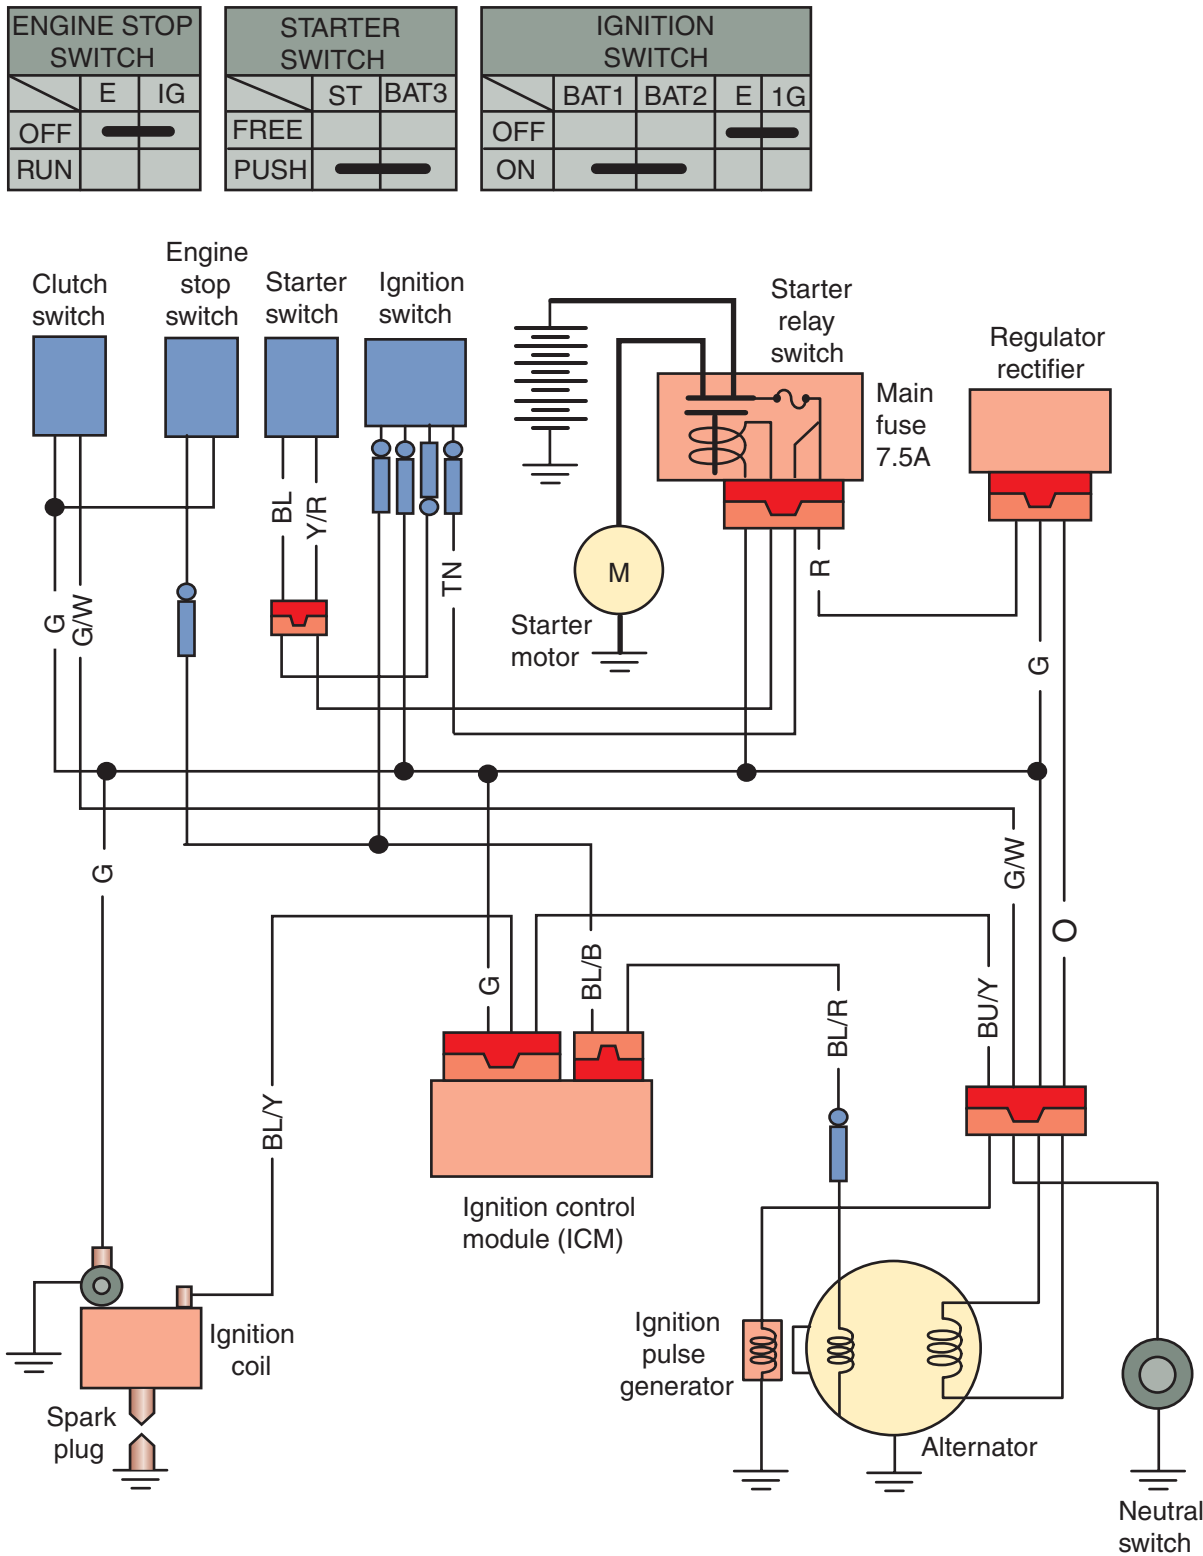 ENGINE STOP
SWITCH
E IG
OFF
RUN
STARTER
SWITCH
ST BAT3
FREE
PUSH
IGNITION
SWITCH
BAT1 BAT2 E 1G
OFF
ON
Clutch
switch
Engine
stop
switch
Starter
switch
Ignition
switch
Starter
relay
switch
Main
fuse
7.5A
Regulator
rectifier
BL
Y/R
TN
R
M
Starter
motor
G
G/W
G
G
G/W
O
G
BL/B
BL/R
BU/Y
BL/Y
Ignition control
module (ICM)
Ignition
coil
Spark
plug
Ignition
pulse
generator
Alternator
Neutral
switch